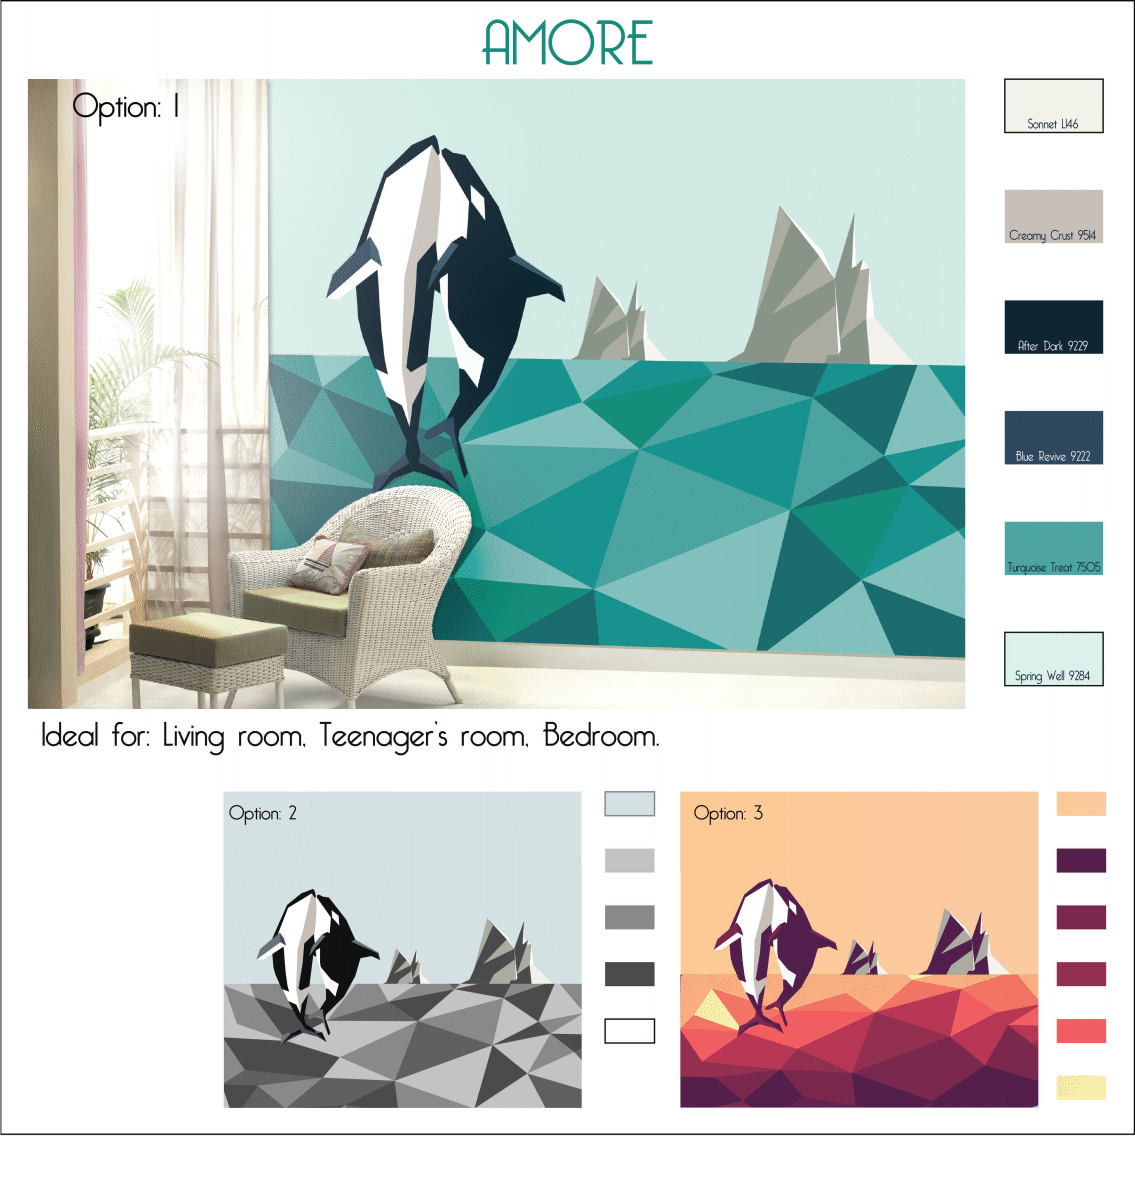 AMORE
Option: 1
Sonnet L146
Creamy Crust 9514
After Dark 9229
Blue Revive 9222
Turquoise Treat 7505
Spring Well 9284
Ideal for: Living room, Teenager's room, Bedroom.
Option: 2
Option: 3